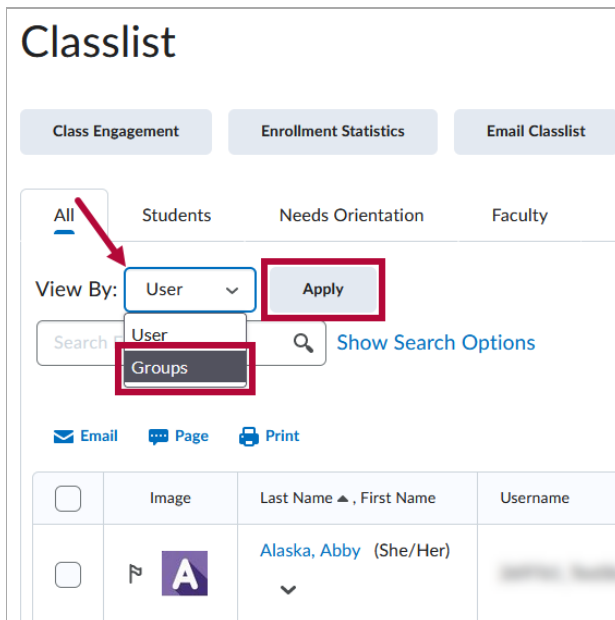 Classlist
Class Engagement Enrollment Statistics Email Classlist
All Students Needs Orientation Faculty
View By: User Apply
User
Search Show Search Options
Groups
Email Page Print
Image Last Name ▲ , First Name Username
Alaska, Abby (She/Her)
A